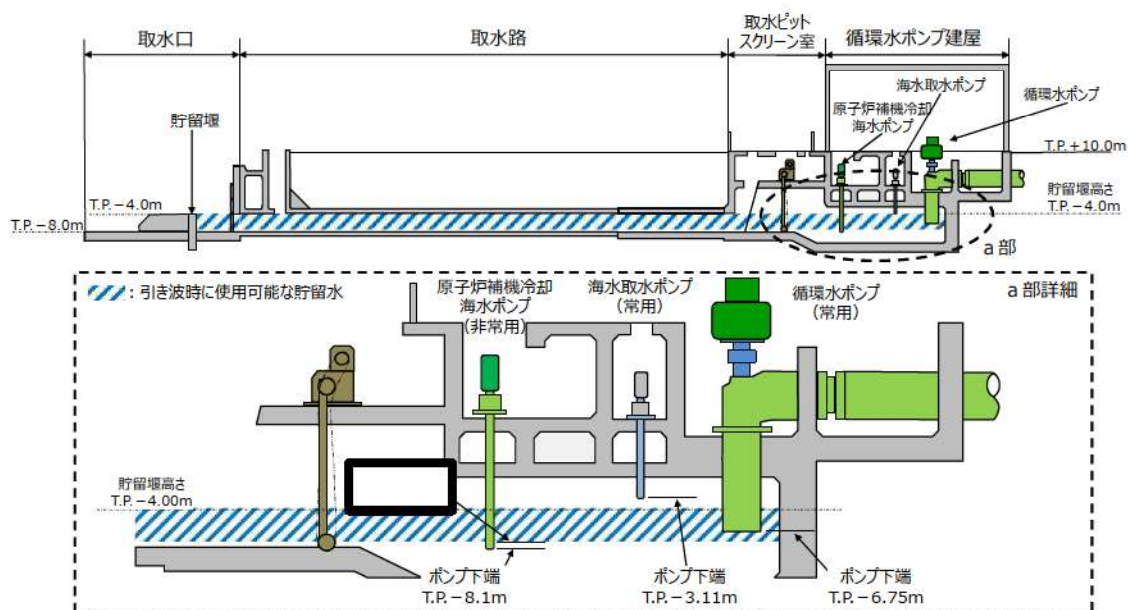 取水口
取水路
取水ピット
スクリーン室
循環水ポンプ建屋
海水取水ポンプ
循環水ポンプ
原子炉補機冷却
海水ポンプ
貯留堰
T.P.+10.0m
T.P.-4.0m
貯留堰高さ
T.P.-4.0m
T.P.-8.0m
a部
:引き波時に使用可能な貯留水
原子炉補機冷却
海水ポンプ
(非常用)
海水取水ポンプ
(常用)
循環水ポンプ
(常用)
a部詳細
貯留堰高さ
T.P.-4.00m
ポンプ下端
T.P.-8.1m
ポンプ下端
T.P.-3.11m
ポンプ下端
T.P.-6.75m